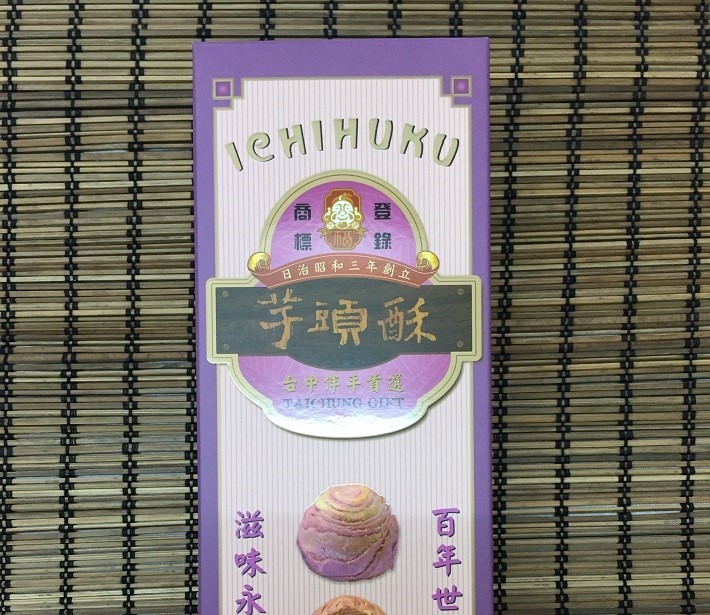 ICHIHUKU
商標 登錄
日治昭和三年創立
芋頭酥
台中伴手首選
TAICHUNG GIFT
百年世
滋味永